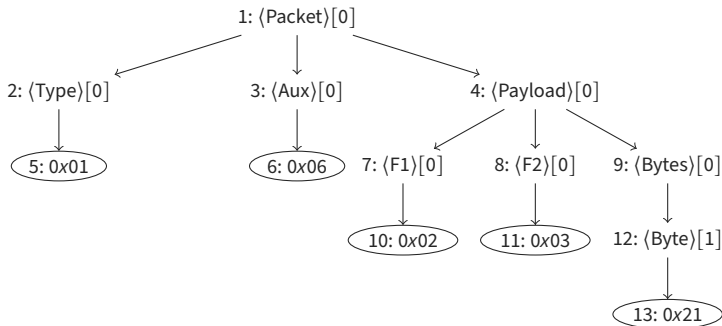 1: ⟨Packet⟩[0]
2: ⟨Type⟩[0] 3: ⟨Aux⟩[0] 4: ⟨Payload⟩[0]
5: 0x01 6: 0x06 7: ⟨F1⟩[0] 8: ⟨F2⟩[0] 9: ⟨Bytes⟩[0]
10: 0x02 11: 0x03 12: ⟨Byte⟩[1]
13: 0x21